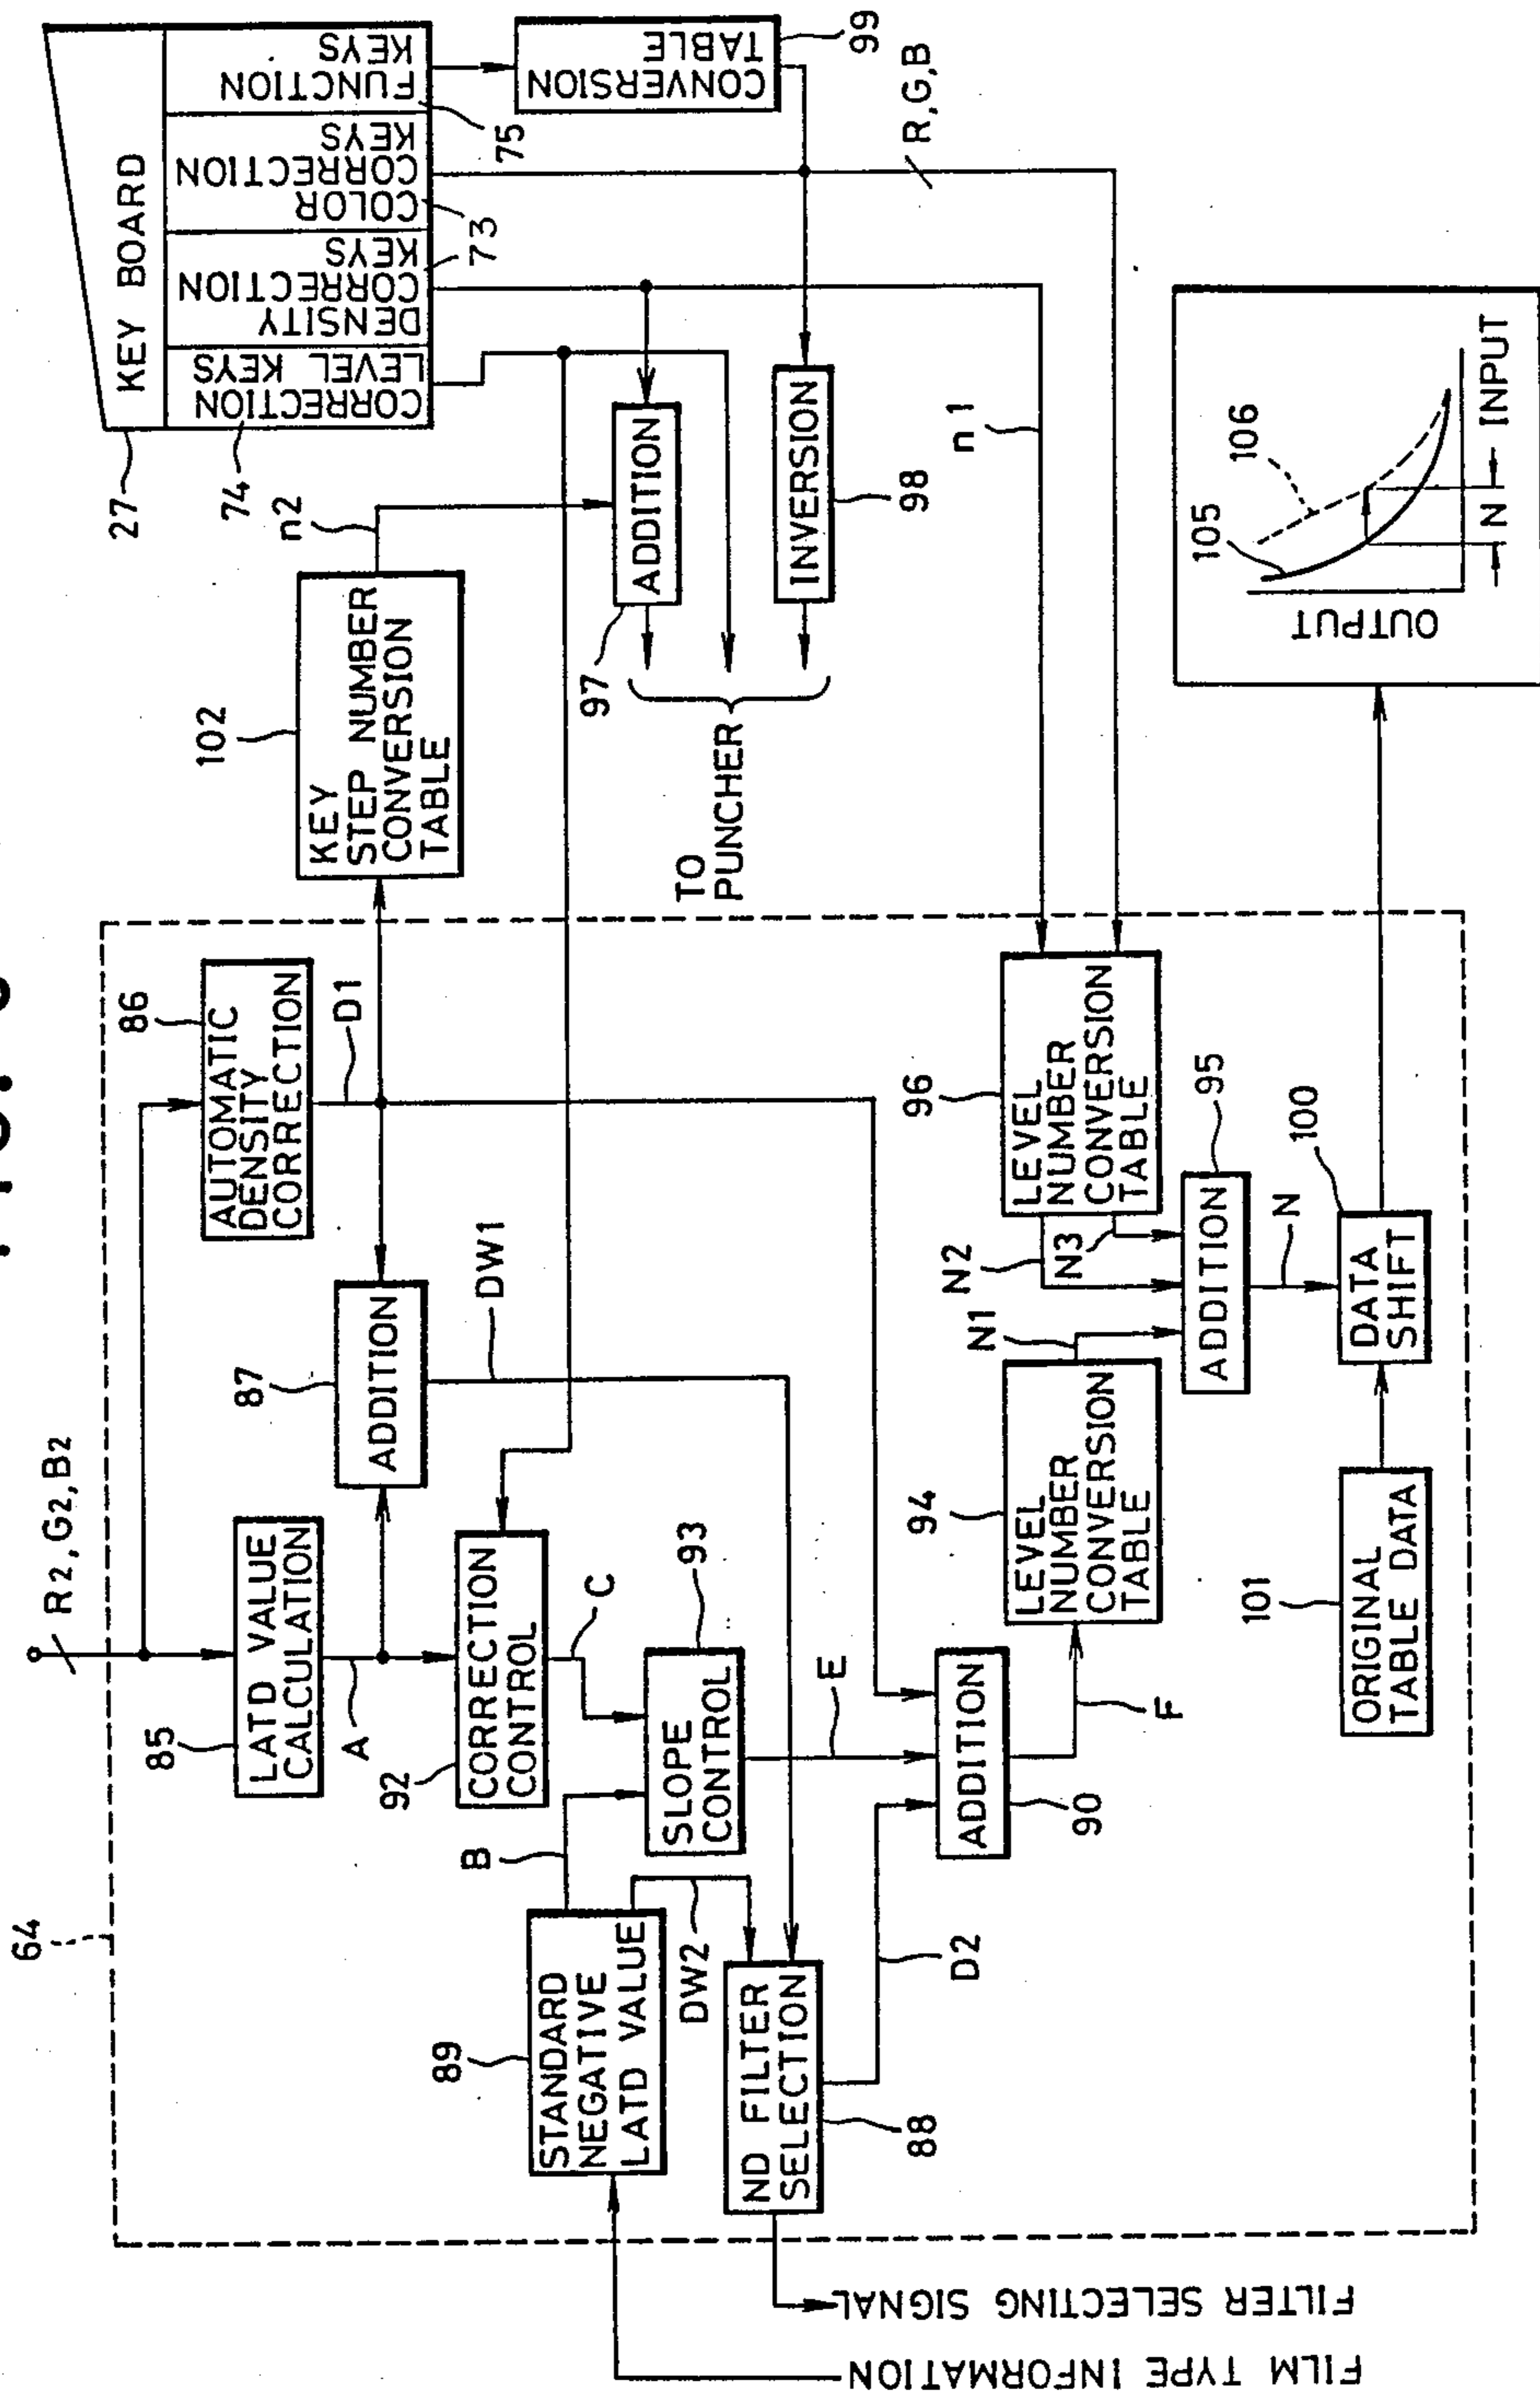 64
R2, G2, B2
85
LATD VALUE
CALCULATION
A
86
AUTOMATIC
DENSITY
CORRECTION
D1
87
ADDITION
DW1
92
CORRECTION
CONTROL
C
89
STANDARD
NEGATIVE
LATD VALUE
B
DW2
93
SLOPE
CONTROL
E
ND FILTER
SELECTION
88
D2
ADDITION
90
F
94
LEVEL
NUMBER
CONVERSION
TABLE
N1
96
LEVEL
NUMBER
CONVERSION
TABLE
N2
N3
95
ADDITION
N
100
DATA
SHIFT
101
ORIGINAL
TABLE DATA
FILM TYPE INFORMATION
FILTER SELECTING SIGNAL
102
KEY
STEP NUMBER
CONVERSION
TABLE
n2
27
KEY BOARD
CORRECTION
LEVEL KEYS
74
DENSITY
CORRECTION
KEYS
73
COLOR
CORRECTION
KEYS
75
FUNCTION
KEYS
CONVERSION
TABLE
99
R,G,B
97
ADDITION
INVERSION
98
TO
PUNCHER
n1
105
106
OUTPUT
N
INPUT